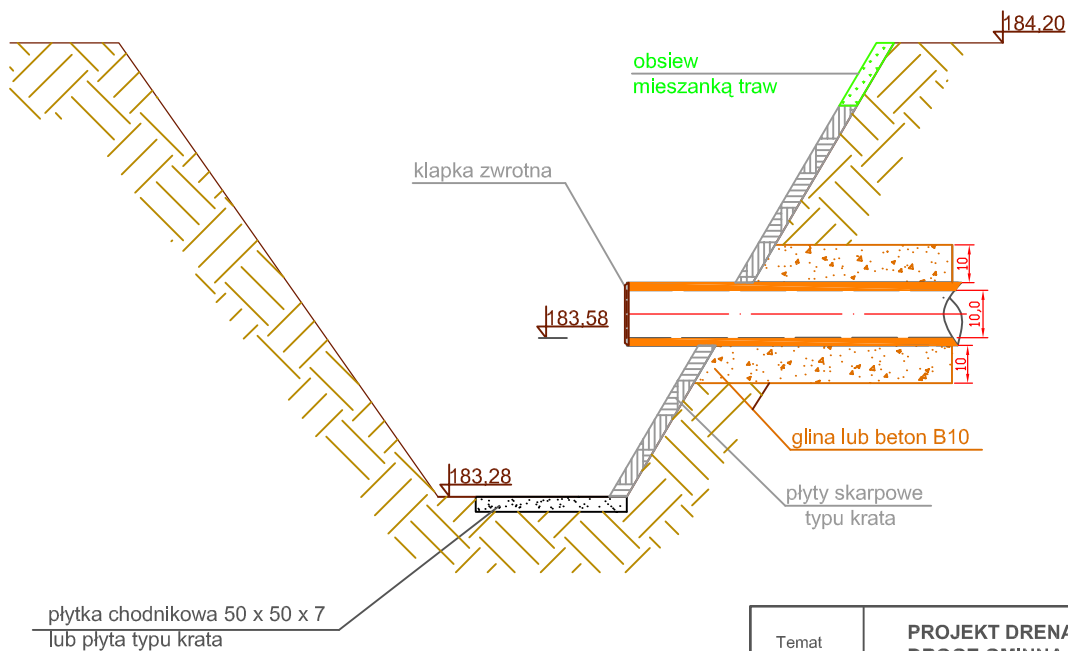 184,20
obsiew
mieszanką traw
klapka zwrotna
10
183,58
10,0
10
glina lub beton B10
183,28
płyty skarpowe
typu krata
płytka chodnikowa 50 x 50 x 7
lub płyta typu krata
Temat
PROJEKT DRENA